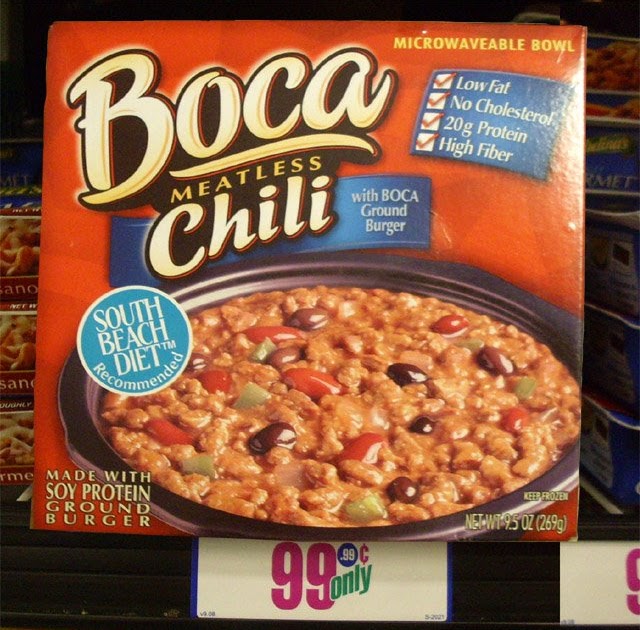 MICROWAVEABLE BOWL
Boca
MEATLESS
Chili
with BOCA
Ground
Burger
Low Fat
No Cholesterol
20g Protein
High Fiber
SOUTH
BEACH
DIET™
Recommended
MADE WITH
SOY PROTEIN
GROUND
BURGER
KEEP FROZEN
NET WT 9.5 OZ (269g)
99
.99 ¢
only